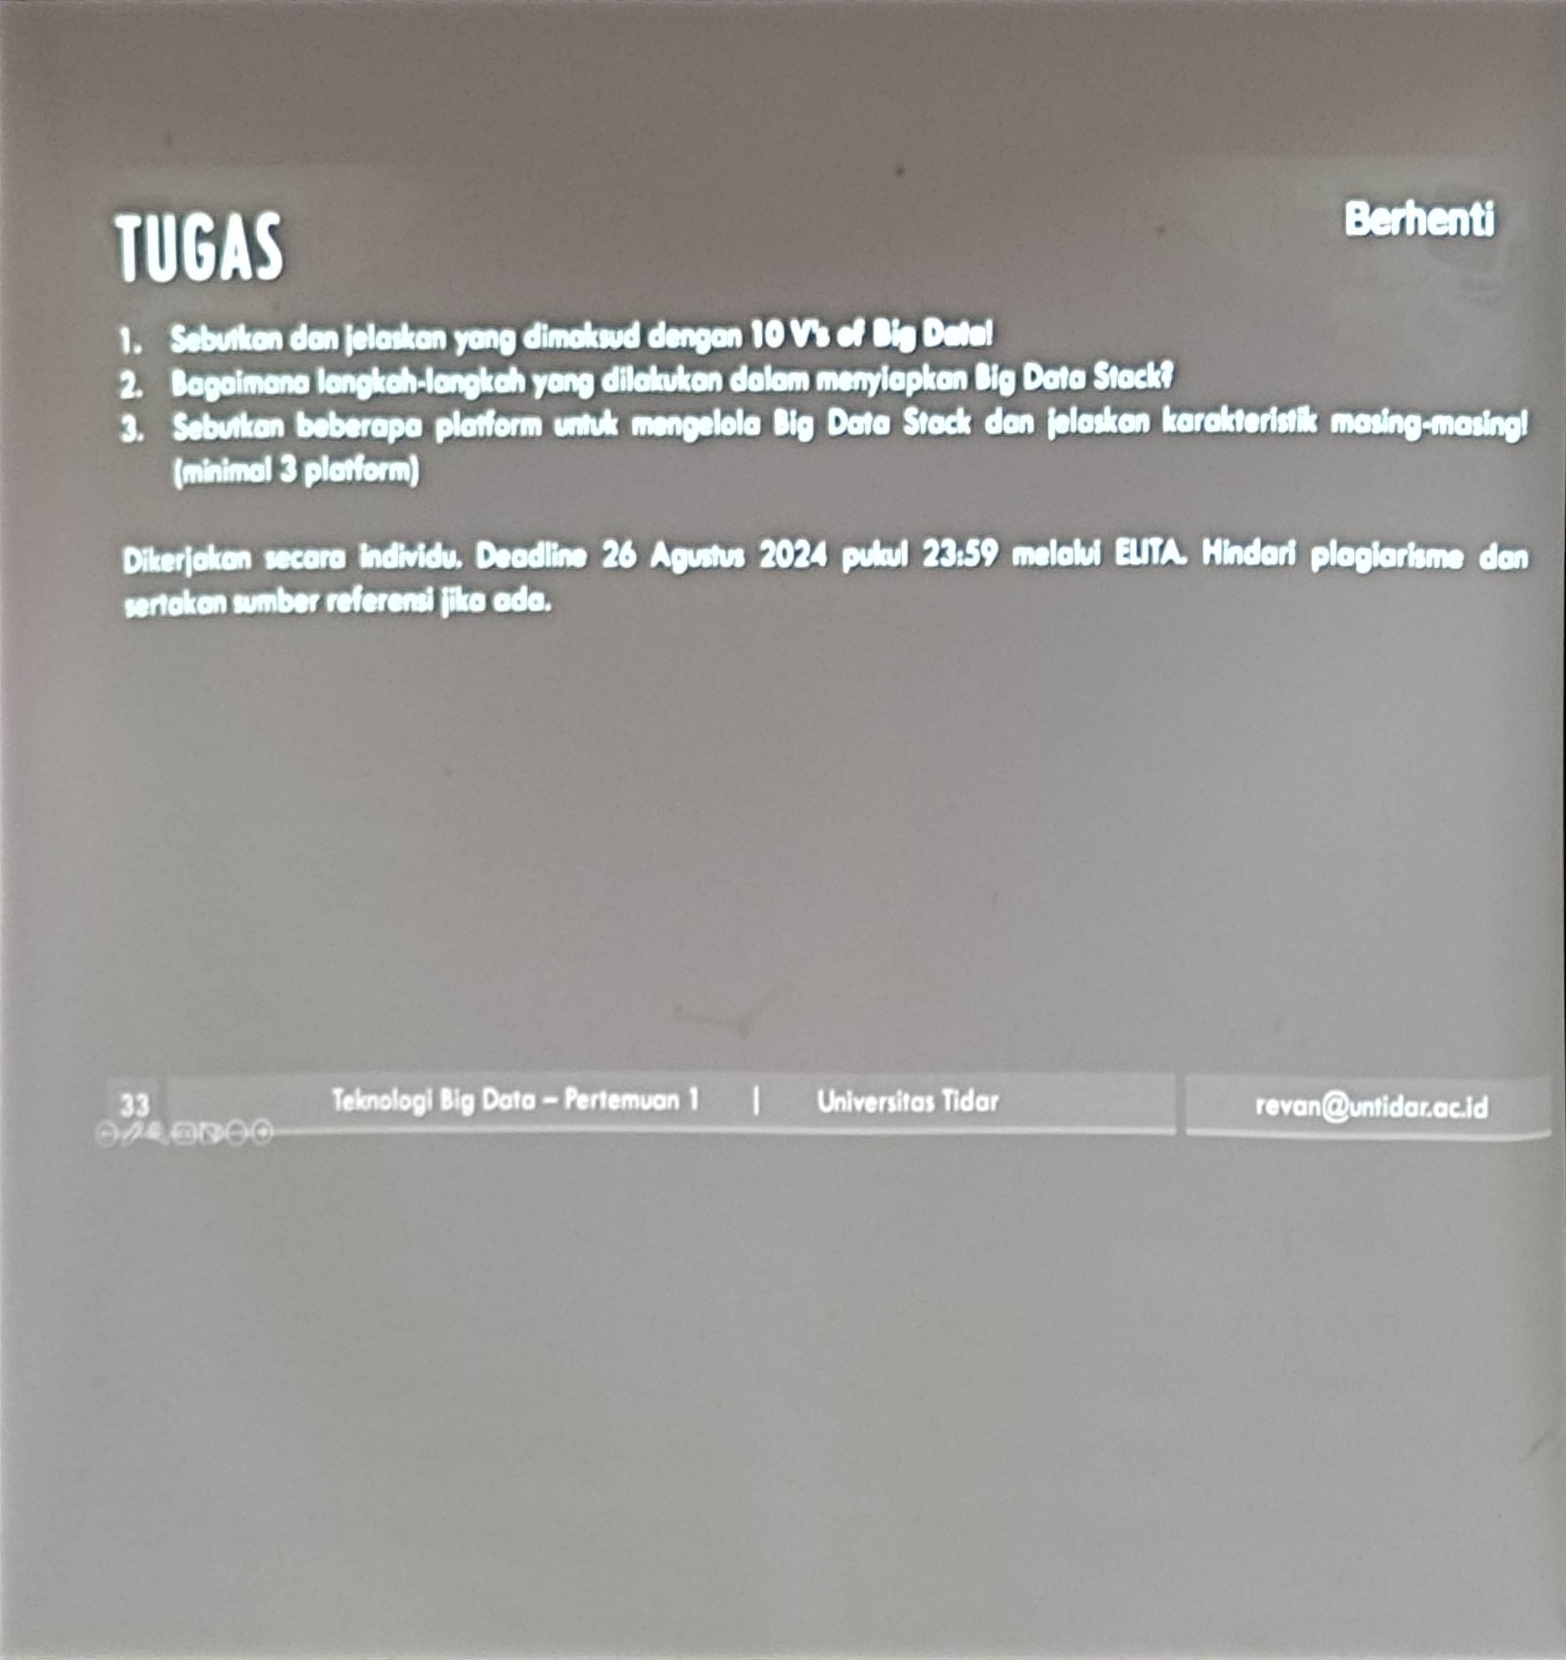 TUGAS
Berhenti
1. Sebutkan dan jelaskan yang dimaksud dengan 10 V's of Big Data!
2. Bagaimana langkah-langkah yang dilakukan dalam menyiapkan Big Data Stack?
3. Sebutkan beberapa platform untuk mengelola Big Data Stack dan jelaskan karakteristik masing-masing!
(minimal 3 platform)
Dikerjakan secara individu. Deadline 26 Agustus 2024 pukul 23:59 melalui ELITA. Hindari plagiarisme dan
sertakan sumber referensi jika ada.
33 Teknologi Big Data – Pertemuan 1 | Universitas Tidar revan@untidar.ac.id